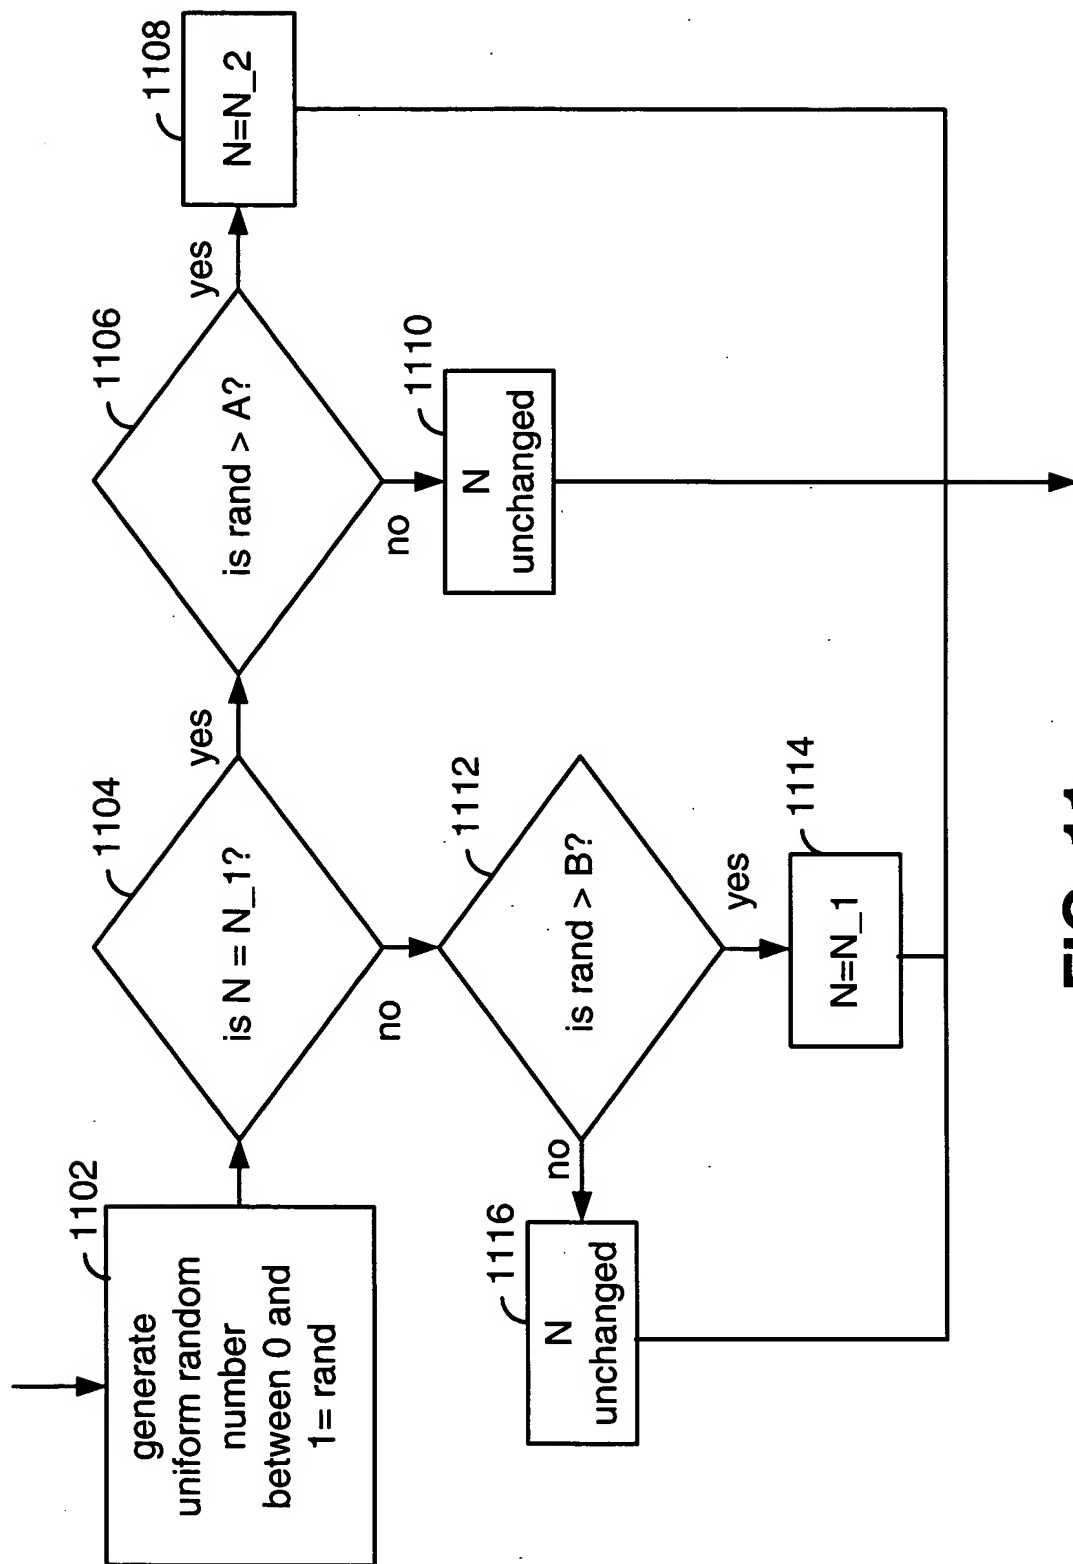 1102
generate
uniform random
number
between 0 and
1= rand
1104
is N = N_1?
yes
no
1106
is rand > A?
yes
no
1108
N=N_2
1110
N
unchanged
1112
is rand > B?
no
yes
1116
N
unchanged
1114
N=N_1